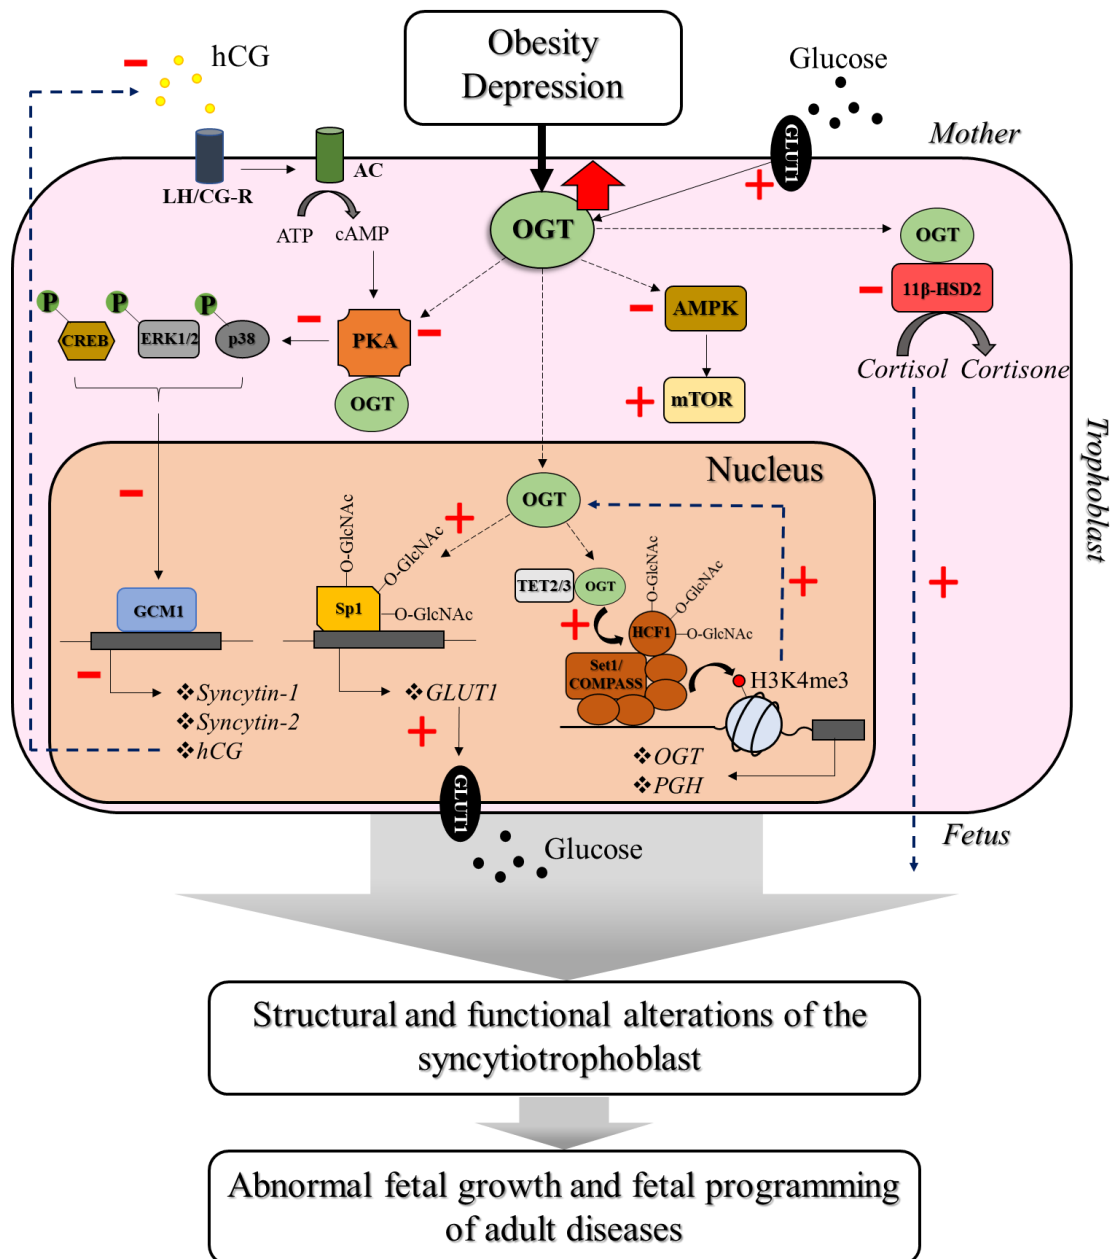 Obesity
Depression
hCG
Glucose
GLUT1
Mother
LH/CG-R
AC
ATP
cAMP
OGT
OGT
11β-HSD2
Cortisol
Cortisone
P
P
P
CREB
ERK1/2
p38
PKA
OGT
AMPK
mTOR
Trophoblast
Nucleus
OGT
O-GlcNAc
O-GlcNAc
O-GlcNAc
Sp1
GCM1
TET2/3
OGT
O-GlcNAc
O-GlcNAc
O-GlcNAc
HCF1
Set1/
COMPASS
H3K4me3
❖Syncytin-1
❖Syncytin-2
❖hCG
❖GLUT1
❖OGT
❖PGH
GLUT1
Glucose
Fetus
Structural and functional alterations of the
syncytiotrophoblast
Abnormal fetal growth and fetal programming
of adult diseases